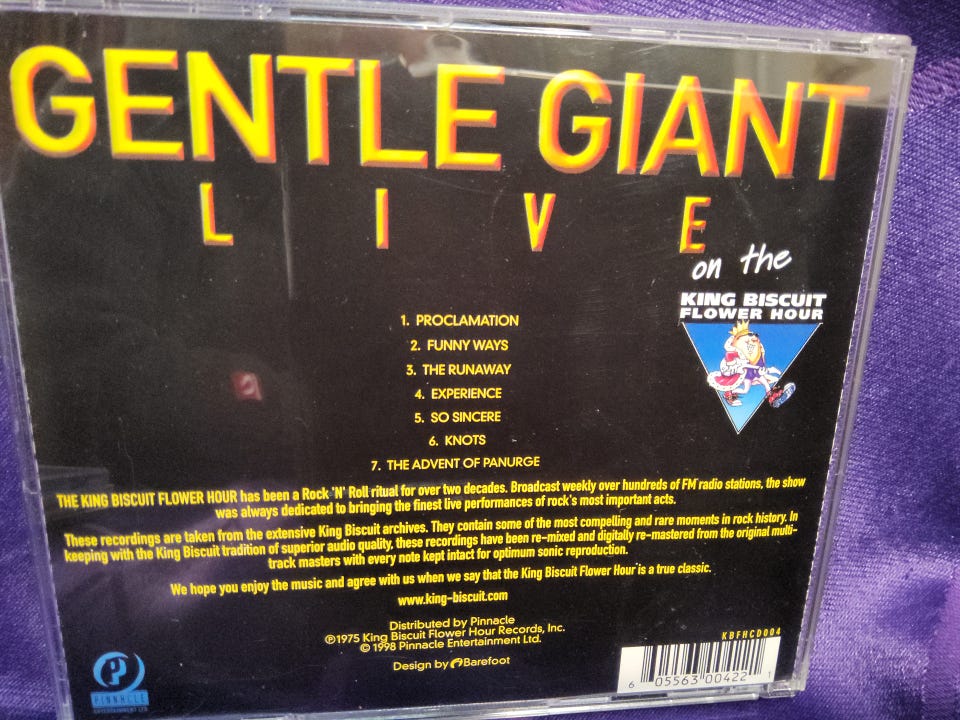 GENTLE GIANT
LIVE
on the
KING BISCUIT
FLOWER HOUR
1. PROCLAMATION
2. FUNNY WAYS
3. THE RUNAWAY
4. EXPERIENCE
5. SO SINCERE
6. KNOTS
7. THE ADVENT OF PANURGE
THE KING BISCUIT FLOWER HOUR has been a Rock 'N' Roll ritual for over two decades. Broadcast weekly over hundreds of FM radio stations, the show
was always dedicated to bringing the finest live performances of rock's most important acts.
These recordings are taken from the extensive King Biscuit archives. They contain some of the most compelling and rare moments in rock history. In
keeping with the King Biscuit tradition of superior audio quality, these recordings have been re-mixed and digitally re-mastered from the original multi-
track masters with every note kept intact for optimum sonic reproduction.
We hope you enjoy the music and agree with us when we say that the King Biscuit Flower Hour is a true classic.
www.king-biscuit.com
Distributed by Pinnacle
℗1975 King Biscuit Flower Hour Records, Inc.
© 1998 Pinnacle Entertainment Ltd.
Design by Barefoot
KBFHCD004
6 05563 00422 1
PINNACLE
ENTERTAINMENT LTD